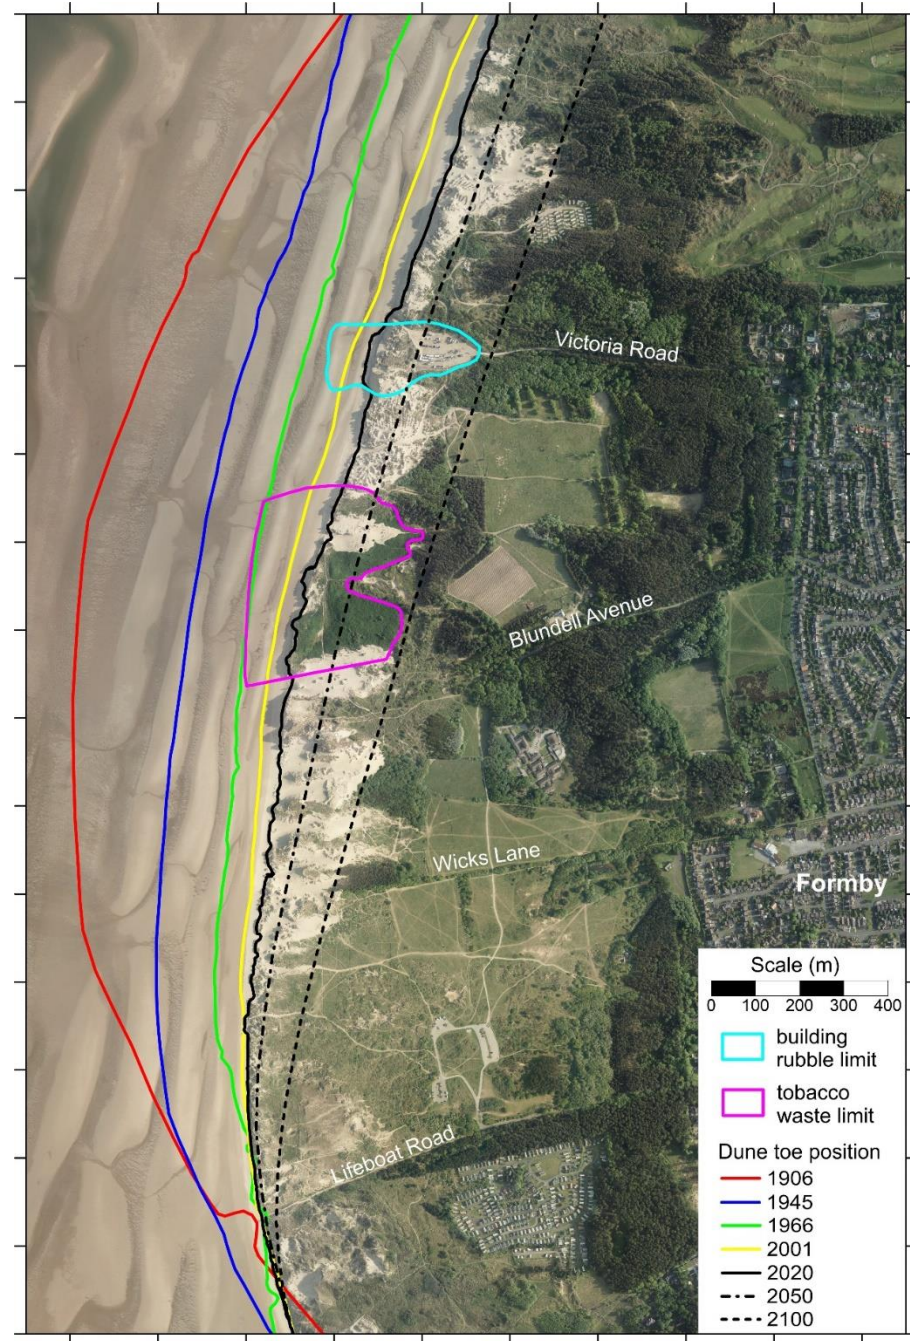 Victoria Road
Blundell Avenue
Wicks Lane
Formby
Lifeboat Road
Scale (m)
0 100 200 300 400
building
rubble limit
tobacco
waste limit
Dune toe position
1906
1945
1966
2001
2020
2050
2100